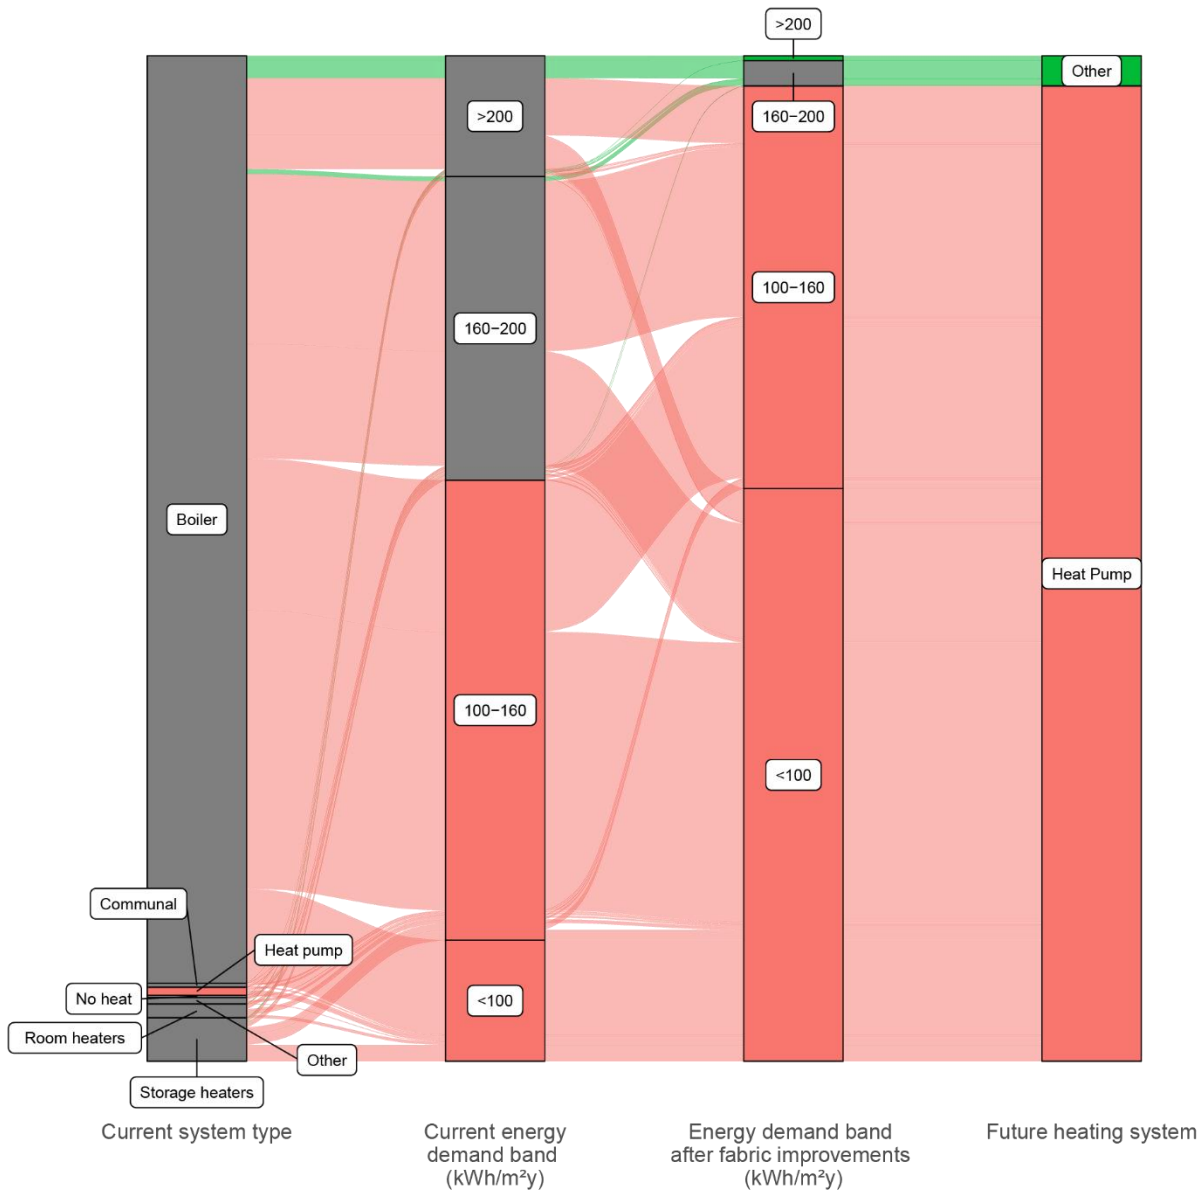 >200
Other
>200
160−200
100−160
160−200
Boiler
Heat Pump
100−160
<100
Communal
Heat pump
No heat
<100
Room heaters
Other
Storage heaters
Current system type
Current energy
demand band
(kWh/m²y)
Energy demand band
after fabric improvements
(kWh/m²y)
Future heating system